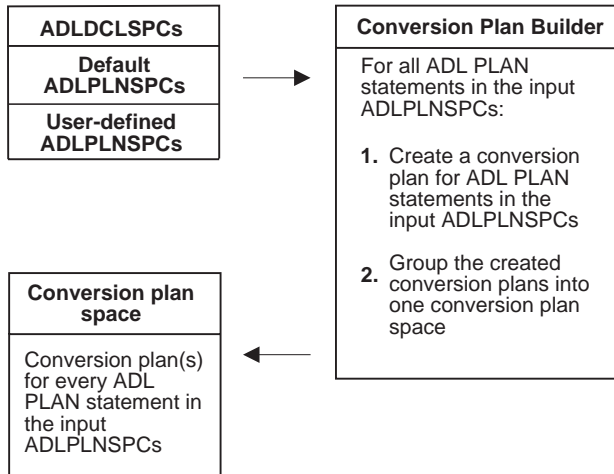 ADLDCLSPCs
Default
ADLPLNSPCs
User-defined
ADLPLNSPCs
Conversion Plan Builder
For all ADL PLAN
statements in the input
ADLPLNSPCs:
1. Create a conversion
plan for ADL PLAN
statements in the
input ADLPLNSPCs
2. Group the created
conversion plans into
one conversion plan
space
Conversion plan
space
Conversion plan(s)
for every ADL
PLAN statement in
the input
ADLPLNSPCs